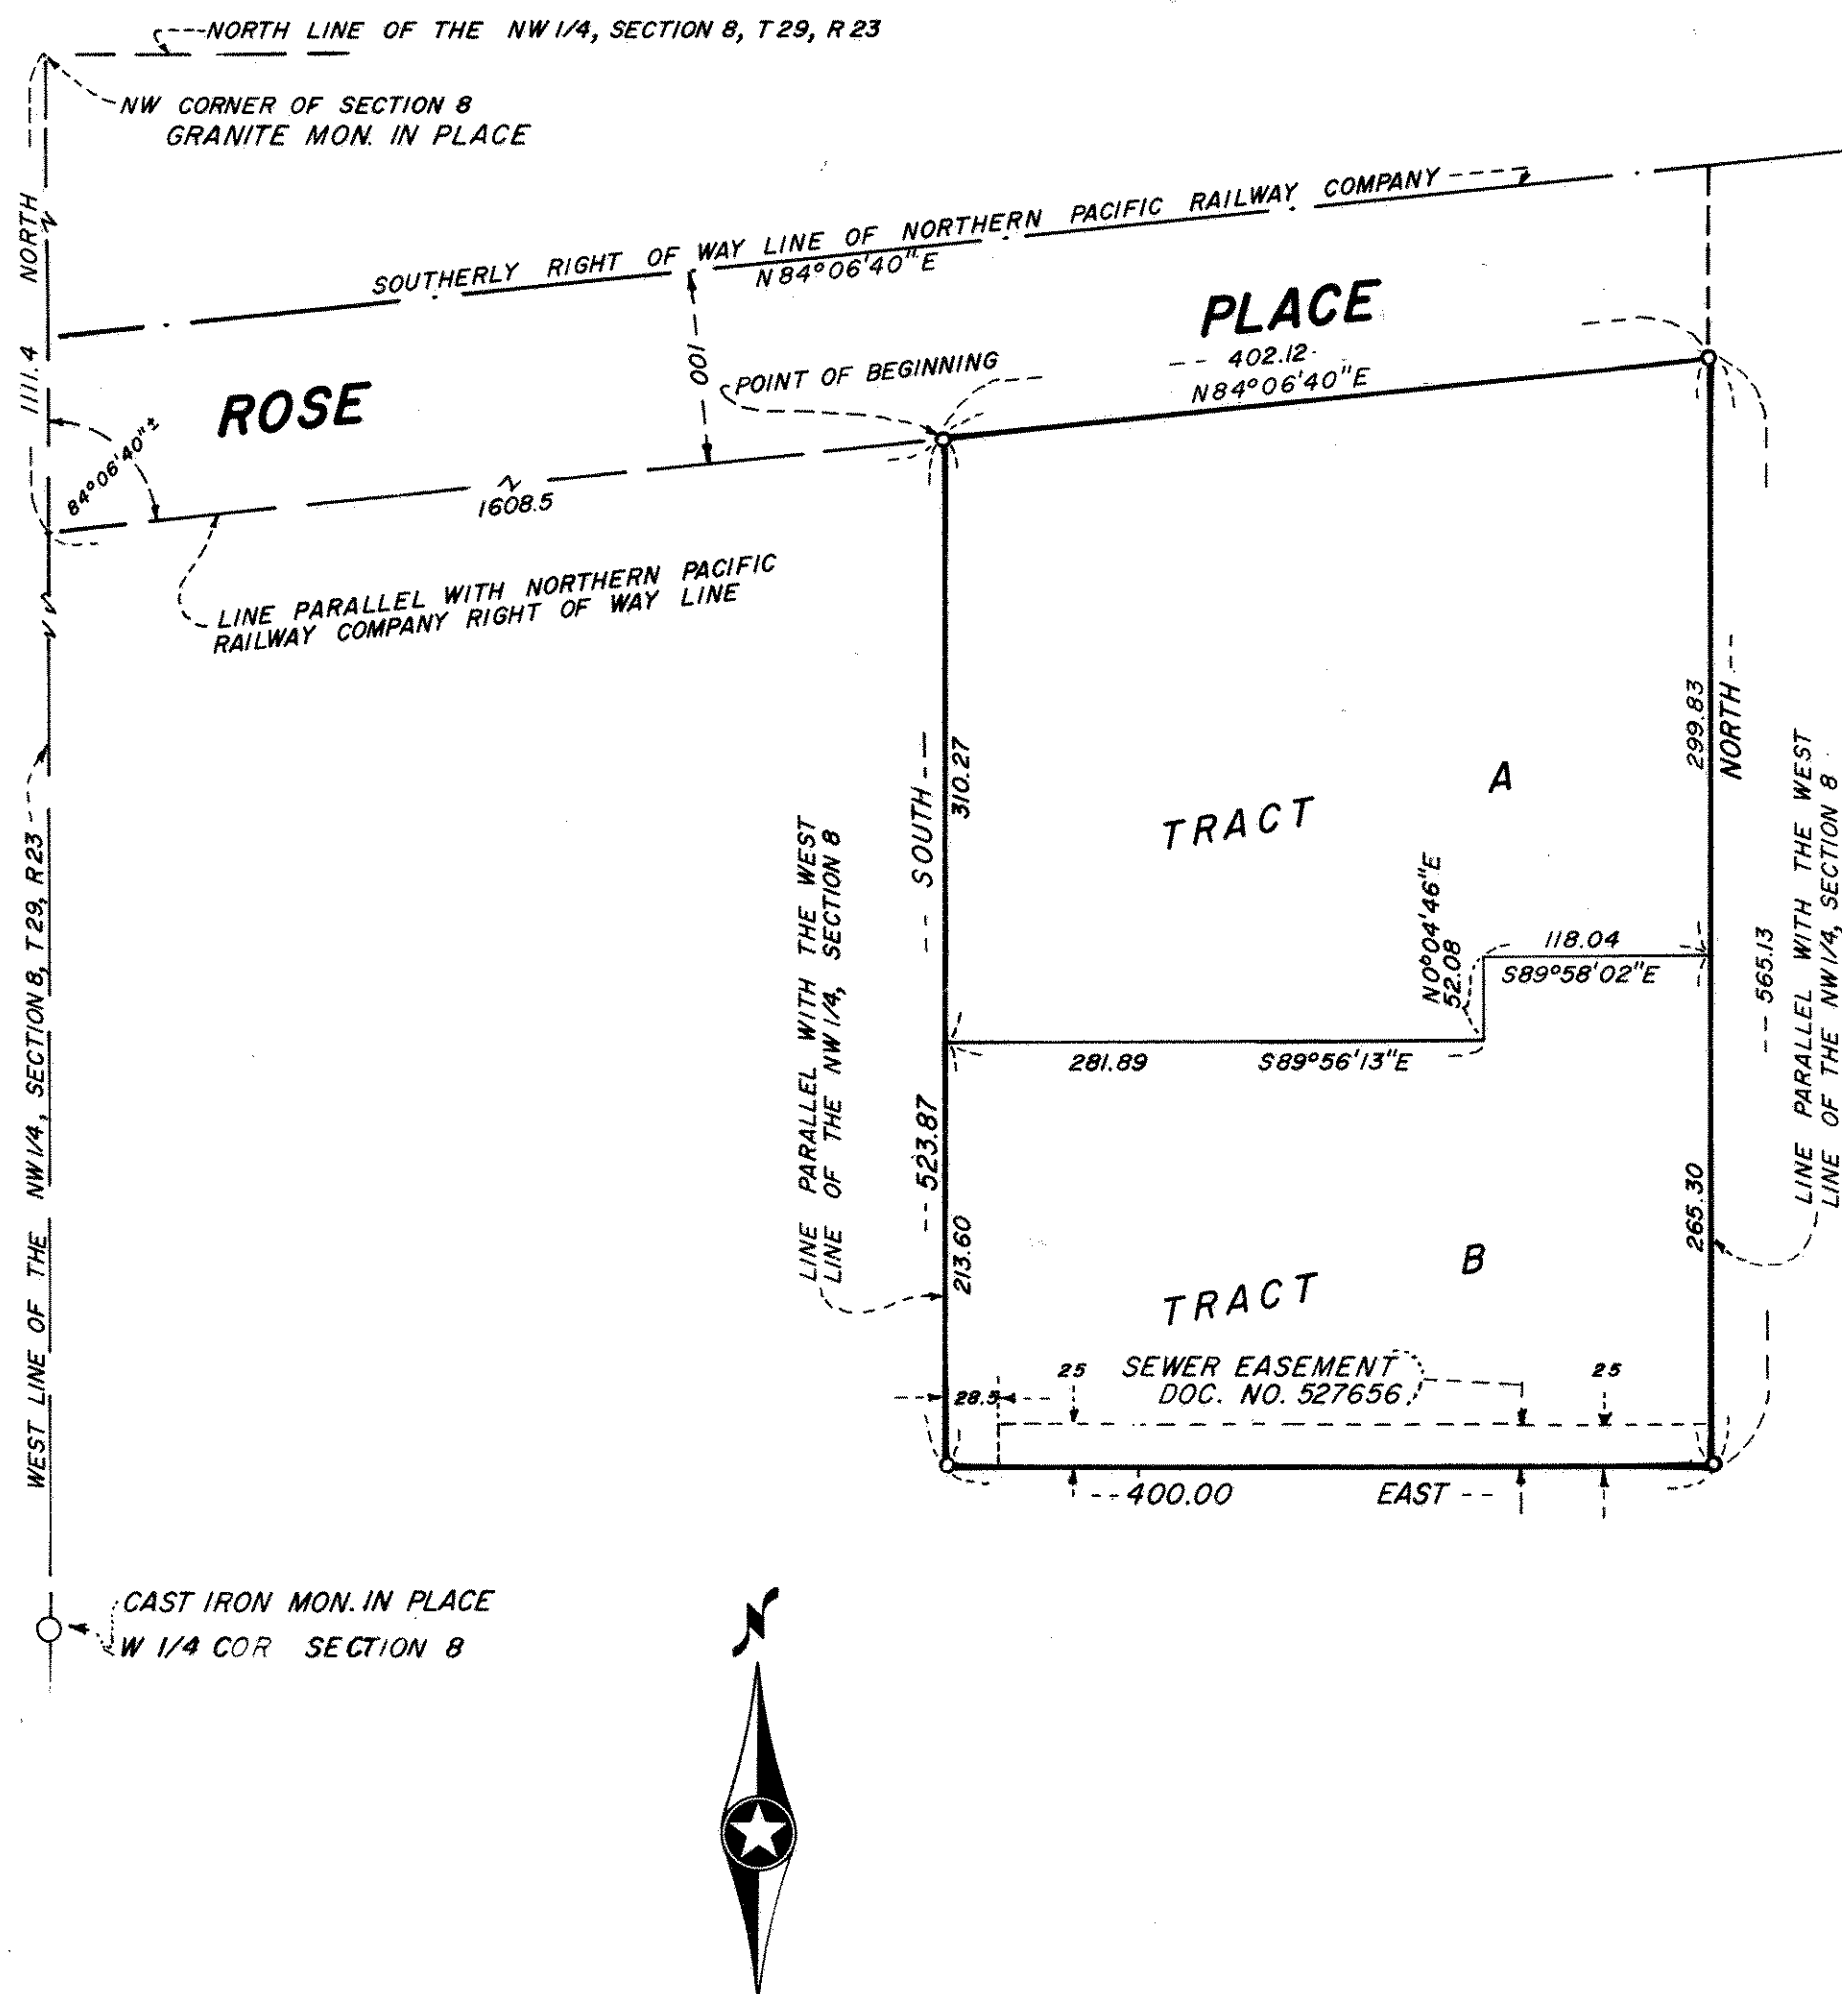 NORTH LINE OF THE NW 1/4, SECTION 8, T 29, R 23
NW CORNER OF SECTION 8
GRANITE MON. IN PLACE
NORTH
1111.4
SOUTHERLY RIGHT OF WAY LINE OF NORTHERN PACIFIC RAILWAY COMPANY
N 84°06'40" E
100
ROSE
PLACE
POINT OF BEGINNING
402.12
N 84°06'40" E
84°06'40"±
1608.5
LINE PARALLEL WITH NORTHERN PACIFIC
RAILWAY COMPANY RIGHT OF WAY LINE
WEST LINE OF THE NW 1/4, SECTION 8, T 29, R 23
SOUTH
310.27
299.83
NORTH
TRACT A
LINE PARALLEL WITH THE WEST
LINE OF THE NW 1/4, SECTION 8
N 0°04'46" E
52.08
118.04
S89°58'02"E
565.13
LINE PARALLEL WITH THE WEST
LINE OF THE NW 1/4, SECTION 8
281.89
S89°56'13"E
523.87
213.60
265.30
TRACT B
25
SEWER EASEMENT
DOC. NO. 527656
25
28.5
400.00
EAST
CAST IRON MON. IN PLACE
W 1/4 COR SECTION 8
N